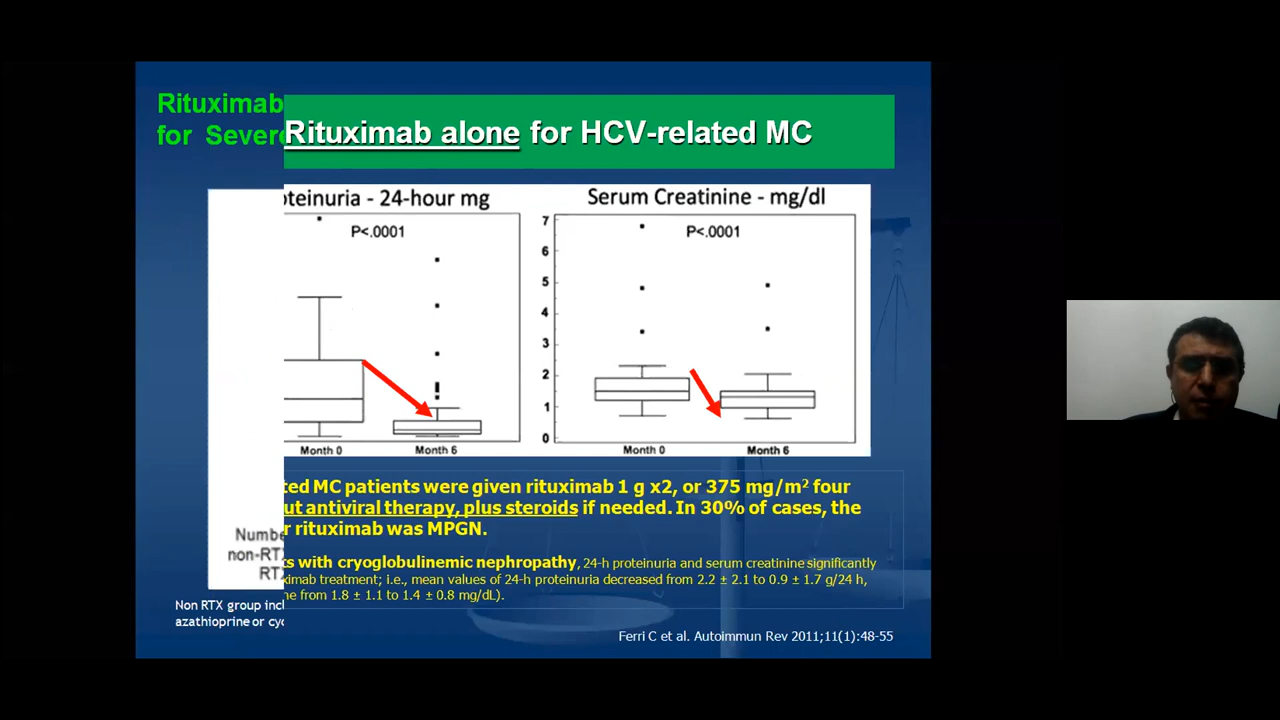 Rituximab
for Severe
Rituximab alone for HCV-related MC
oteinuria - 24-hour mg
P<.0001
Month 0
Month 6
Serum Creatinine - mg/dl
P<.0001
7
6
5
4
3
2
1
0
Month 0
Month 6
ted MC patients were given rituximab 1 g x2, or 375 mg/m² four
ut antiviral therapy, plus steroids if needed. In 30% of cases, the
r rituximab was MPGN.
ts with cryoglobulinemic nephropathy, 24-h proteinuria and serum creatinine significantly
ximab treatment; i.e., mean values of 24-h proteinuria decreased from 2.2 ± 2.1 to 0.9 ± 1.7 g/24 h,
ne from 1.8 ± 1.1 to 1.4 ± 0.8 mg/dL).
Numbe
non-RTX
RTX
Non RTX group incl
azathioprine or cyc
Ferri C et al. Autoimmun Rev 2011;11(1):48-55